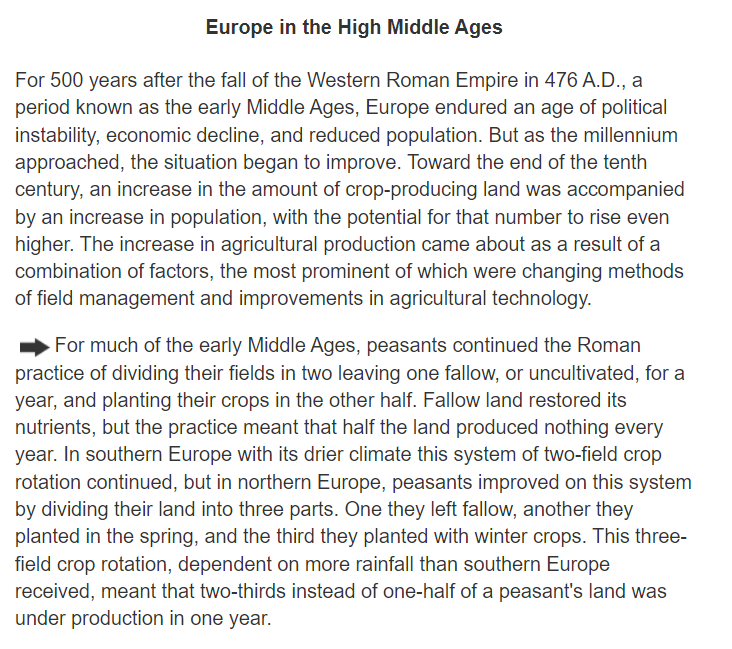 Europe in the High Middle Ages
For 500 years after the fall of the Western Roman Empire in 476 A.D., a
period known as the early Middle Ages, Europe endured an age of political
instability, economic decline, and reduced population. But as the millennium
approached, the situation began to improve. Toward the end of the tenth
century, an increase in the amount of crop-producing land was accompanied
by an increase in population, with the potential for that number to rise even
higher. The increase in agricultural production came about as a result of a
combination of factors, the most prominent of which were changing methods
of field management and improvements in agricultural technology.
For much of the early Middle Ages, peasants continued the Roman
practice of dividing their fields in two leaving one fallow, or uncultivated, for a
year, and planting their crops in the other half. Fallow land restored its
nutrients, but the practice meant that half the land produced nothing every
year. In southern Europe with its drier climate this system of two-field crop
rotation continued, but in northern Europe, peasants improved on this system
by dividing their land into three parts. One they left fallow, another they
planted in the spring, and the third they planted with winter crops. This three-
field crop rotation, dependent on more rainfall than southern Europe
received, meant that two-thirds instead of one-half of a peasant's land was
under production in one year.